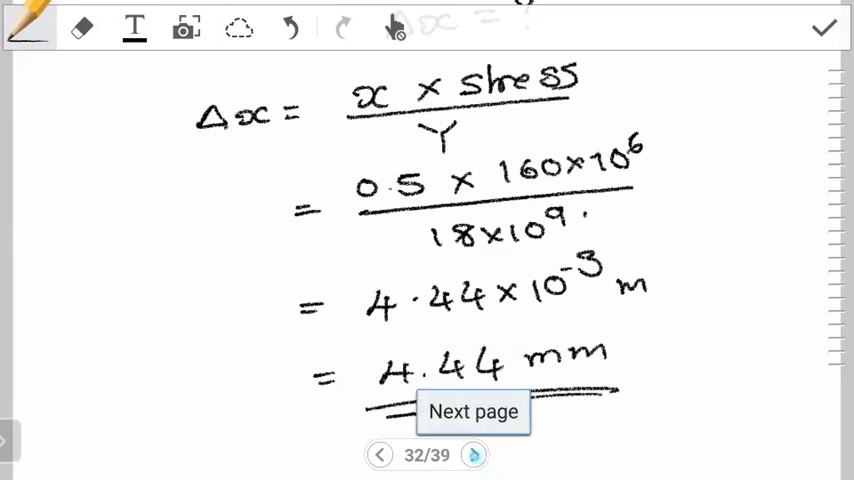 Δx = ?
T
Δx = x × stress
Y
= 0.5 × 160×10⁶
18×10⁹.
= 4.44×10⁻³ m
= 4.44 mm
Next page
32/39